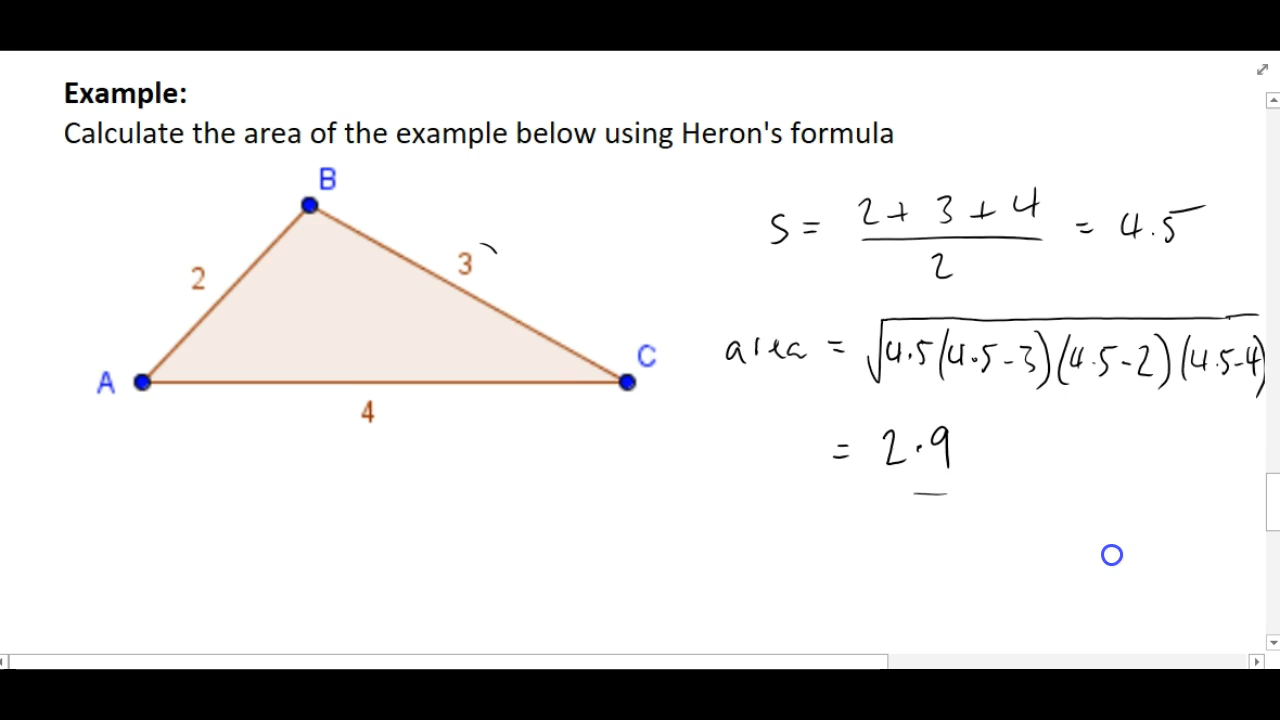 Example:
Calculate the area of the example below using Heron's formula
B
2
3
A
C
4
S = 2 + 3 + 4 / 2 = 4.5
area = √4.5(4.5-3)(4.5-2)(4.5-4)
= 2.9